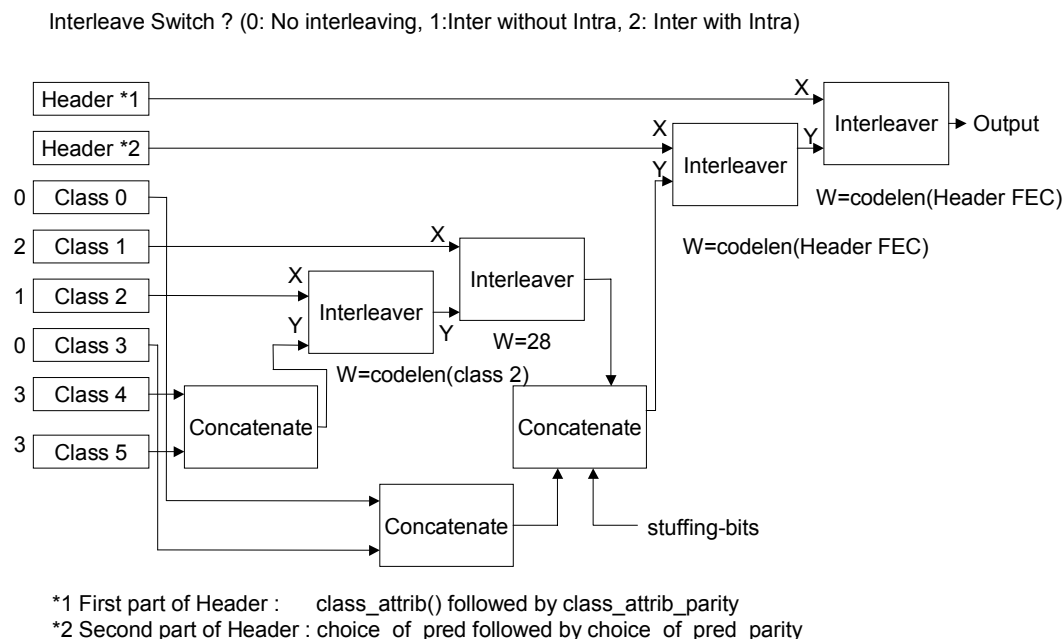 Interleave Switch ? (0: No interleaving, 1:Inter without Intra, 2: Inter with Intra)
Header *1
X
Interleaver
Output
Header *2
X
Y
Y
Interleaver
W=codelen(Header FEC)
0 Class 0
W=codelen(Header FEC)
2 Class 1
X
Interleaver
1 Class 2
X
Y
Interleaver
Y
W=28
0 Class 3
W=codelen(class 2)
3 Class 4
Concatenate
Concatenate
3 Class 5
Concatenate
stuffing-bits
*1 First part of Header : class_attrib() followed by class_attrib_parity
*2 Second part of Header : choice_of_pred followed by choice_of_pred_parity